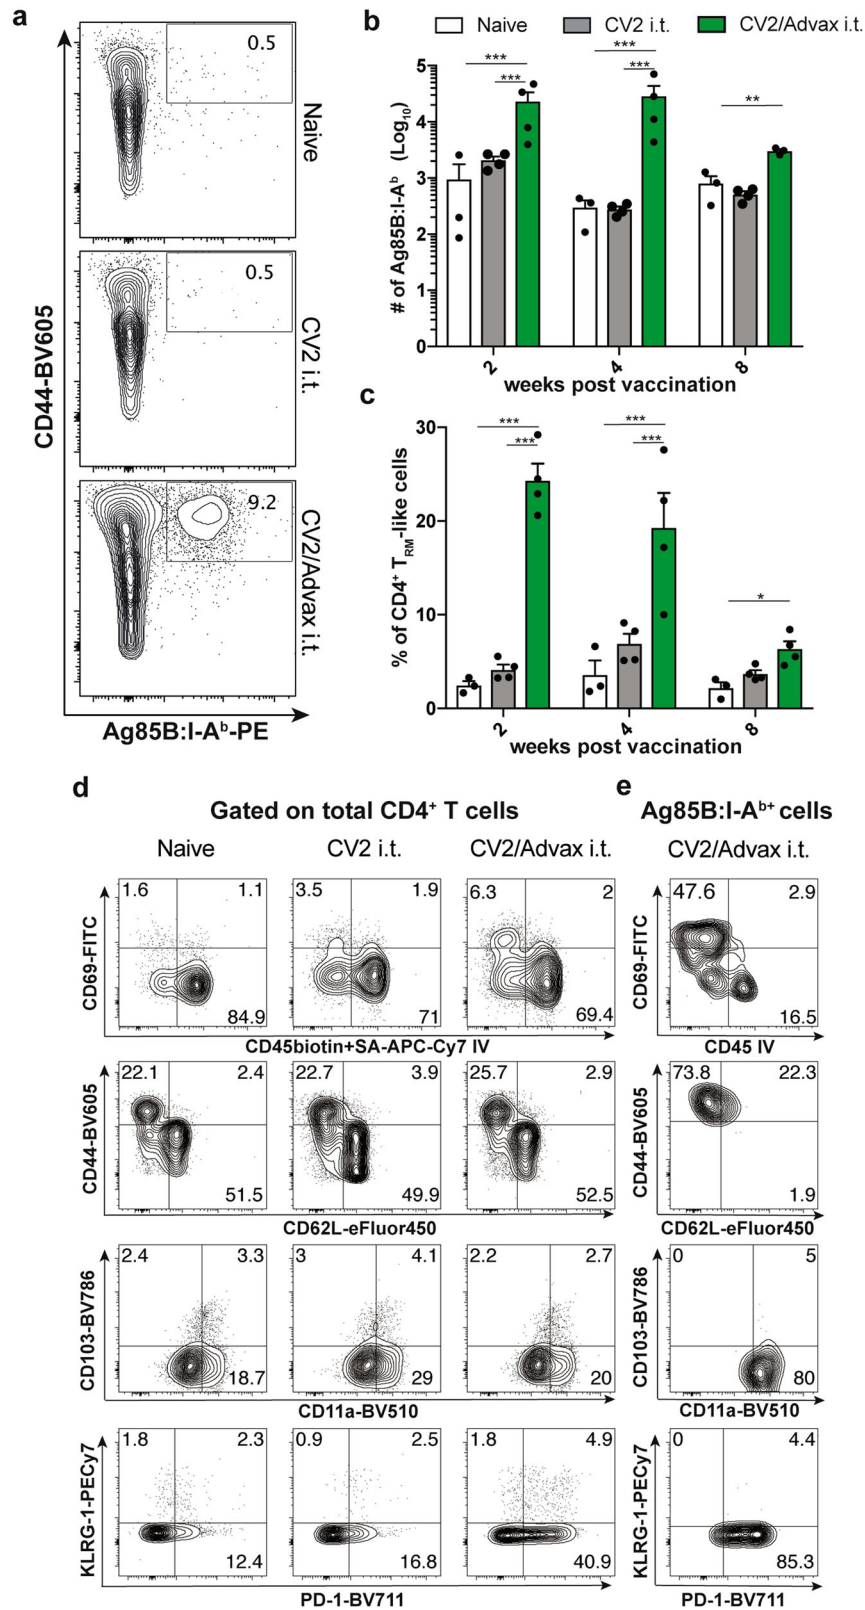 a
0.5
Naive
0.5
CV2 i.t.
9.2
CV2/Advax i.t.
CD44-BV605
Ag85B:I-Aᵇ-PE
b
Naive
CV2 i.t.
CV2/Advax i.t.
# of Ag85B:I-Aᵇ (Log₁₀)
5
4
3
2
1
0
***
***
***
***
**
2
4
8
weeks post vaccination
c
% of CD4⁺ T_RM-like cells
30
20
10
0
***
***
***
***
*
2
4
8
weeks post vaccination
d
Gated on total CD4⁺ T cells
Naive
CV2 i.t.
CV2/Advax i.t.
CD69-FITC
1.6 1.1
84.9
3.5 1.9
71
6.3 2
69.4
CD45biotin+SA-APC-Cy7 IV
CD44-BV605
22.1 2.4
51.5
22.7 3.9
49.9
25.7 2.9
52.5
CD62L-eFluor450
CD103-BV786
2.4 3.3
18.7
3 4.1
29
2.2 2.7
20
CD11a-BV510
KLRG-1-PECy7
1.8 2.3
12.4
0.9 2.5
16.8
1.8 4.9
40.9
PD-1-BV711
e
Ag85B:I-Aᵇ⁺ cells
CV2/Advax i.t.
CD69-FITC
47.6 2.9
16.5
CD45 IV
CD44-BV605
73.8 22.3
1.9
CD62L-eFluor450
CD103-BV786
0 5
80
CD11a-BV510
KLRG-1-PECy7
0 4.4
85.3
PD-1-BV711